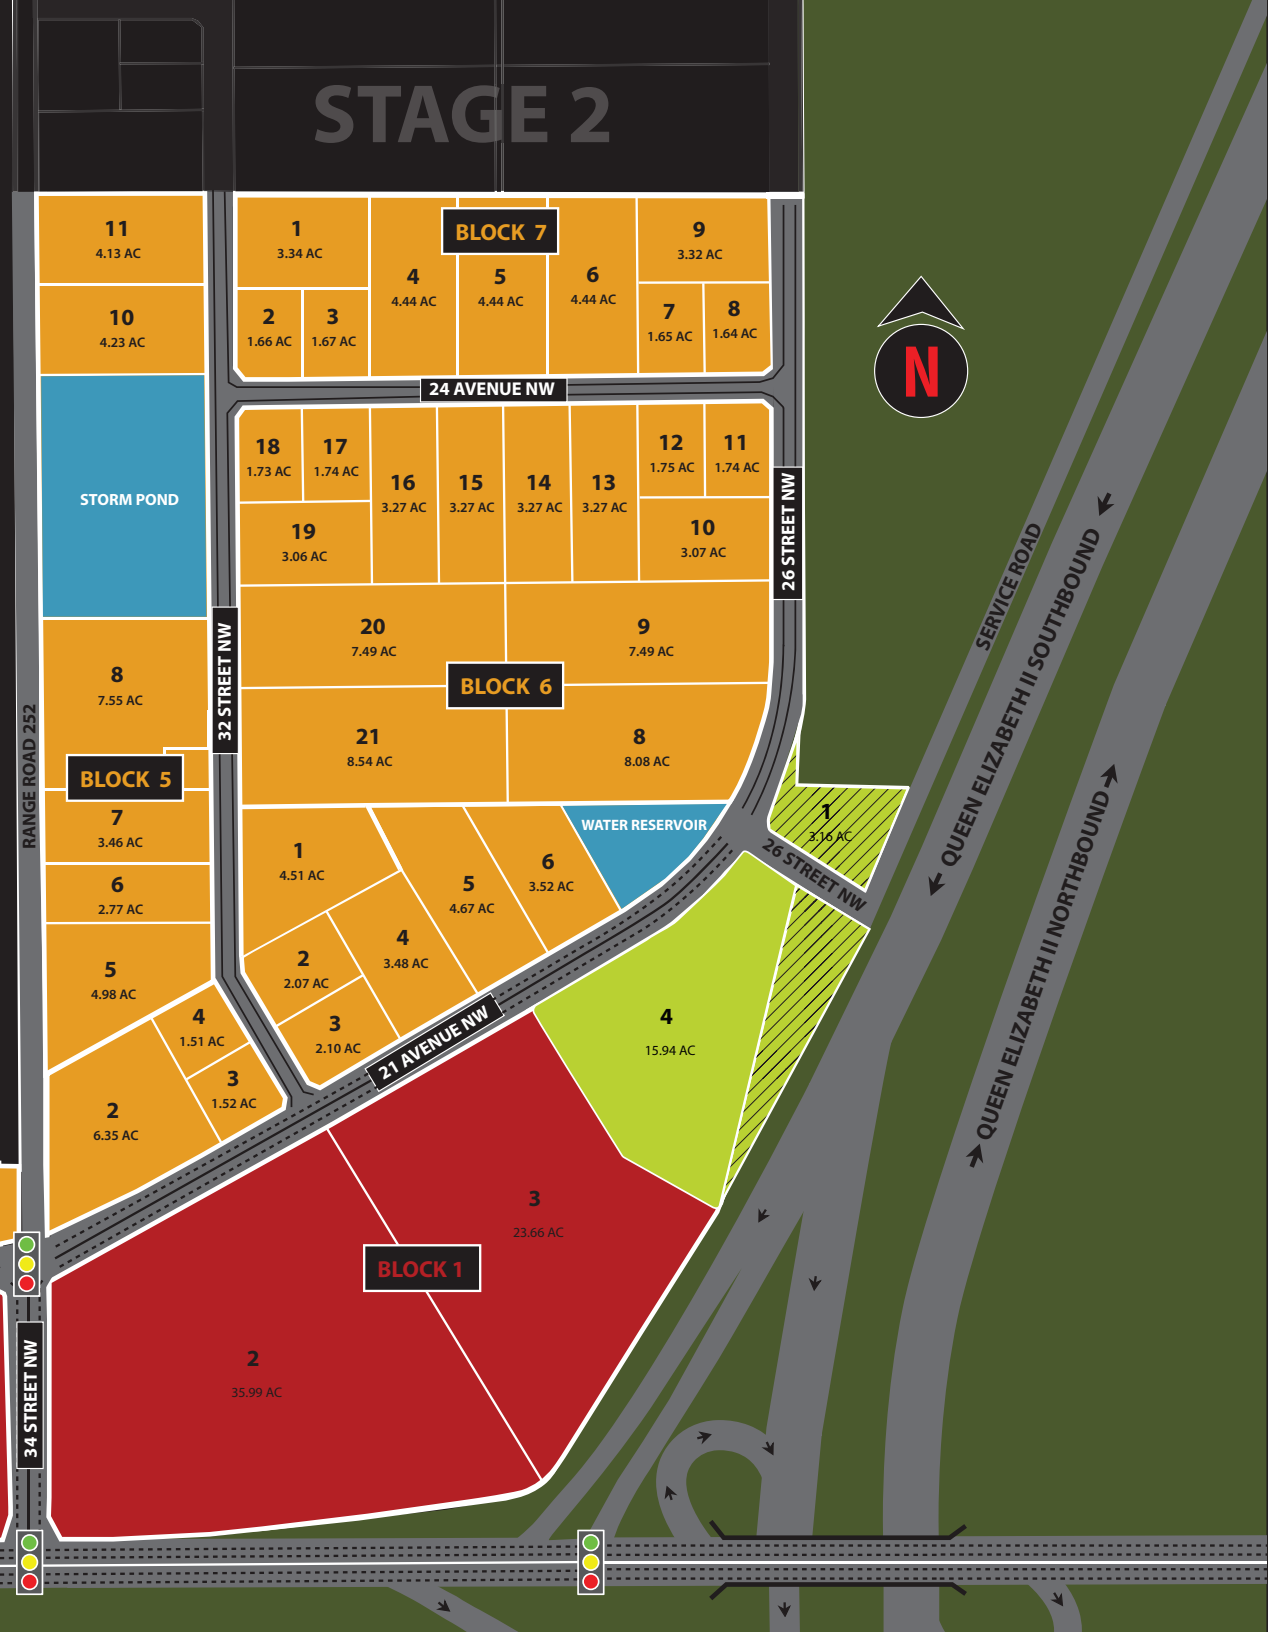 STAGE 2
11
4.13 AC
10
4.23 AC
STORM POND
8
7.55 AC
BLOCK 5
7
3.46 AC
6
2.77 AC
5
4.98 AC
4
1.51 AC
3
1.52 AC
2
6.35 AC
RANGE ROAD 252
32 STREET NW
BLOCK 7
1
3.34 AC
2
1.66 AC
3
1.67 AC
4
4.44 AC
5
4.44 AC
6
4.44 AC
9
3.32 AC
7
1.65 AC
8
1.64 AC
24 AVENUE NW
18
1.73 AC
17
1.74 AC
16
3.27 AC
15
3.27 AC
14
3.27 AC
13
3.27 AC
12
1.75 AC
11
1.74 AC
19
3.06 AC
10
3.07 AC
20
7.49 AC
9
7.49 AC
BLOCK 6
21
8.54 AC
8
8.08 AC
26 STREET NW
1
4.51 AC
2
2.07 AC
3
2.10 AC
4
3.48 AC
5
4.67 AC
6
3.52 AC
WATER RESERVOIR
1
3.16 AC
26 STREET NW
21 AVENUE NW
4
15.94 AC
3
23.66 AC
BLOCK 1
2
35.99 AC
34 STREET NW
N
SERVICE ROAD
QUEEN ELIZABETH II SOUTHBOUND
QUEEN ELIZABETH II NORTHBOUND